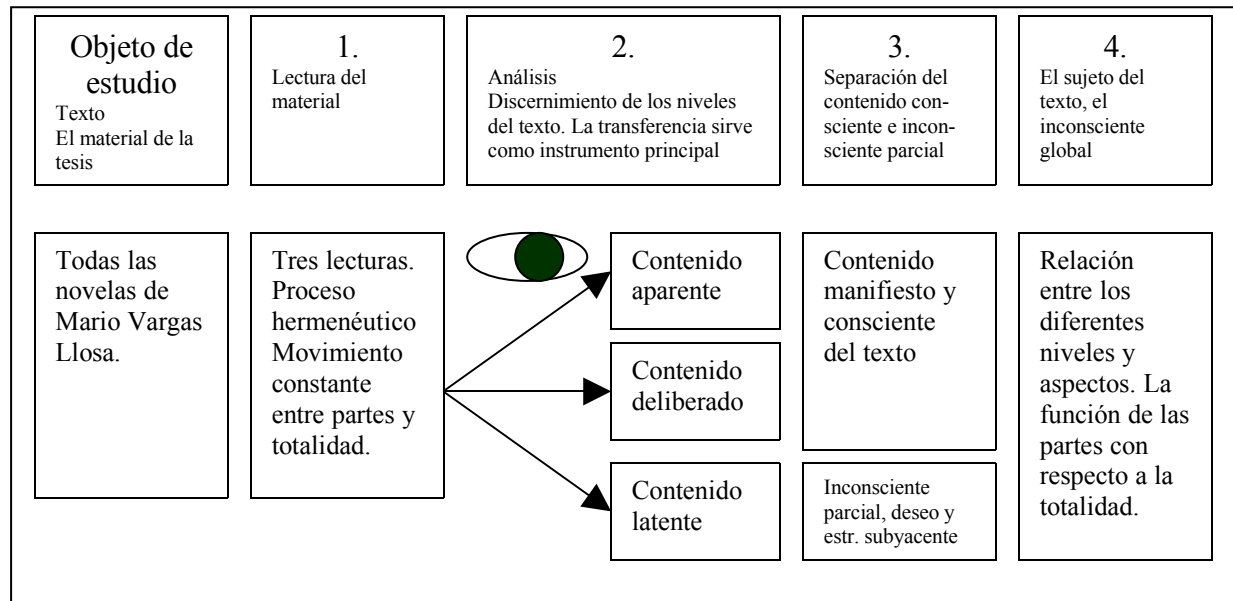 Objeto de
estudio
Texto
El material de la
tesis
1.
Lectura del
material
2.
Análisis
Discernimiento de los niveles
del texto. La transferencia sirve
como instrumento principal
3.
Separación del
contenido con-
sciente e incon-
sciente parcial
4.
El sujeto del
texto, el
inconsciente
global
Todas las
novelas de
Mario Vargas
Llosa.
Tres lecturas.
Proceso
hermenéutico
Movimiento
constante
entre partes y
totalidad.
Contenido
aparente
Contenido
deliberado
Contenido
latente
Contenido
manifiesto y
consciente
del texto
Inconsciente
parcial, deseo y
estr. subyacente
Relación
entre los
diferentes
niveles y
aspectos. La
función de las
partes con
respecto a la
totalidad.